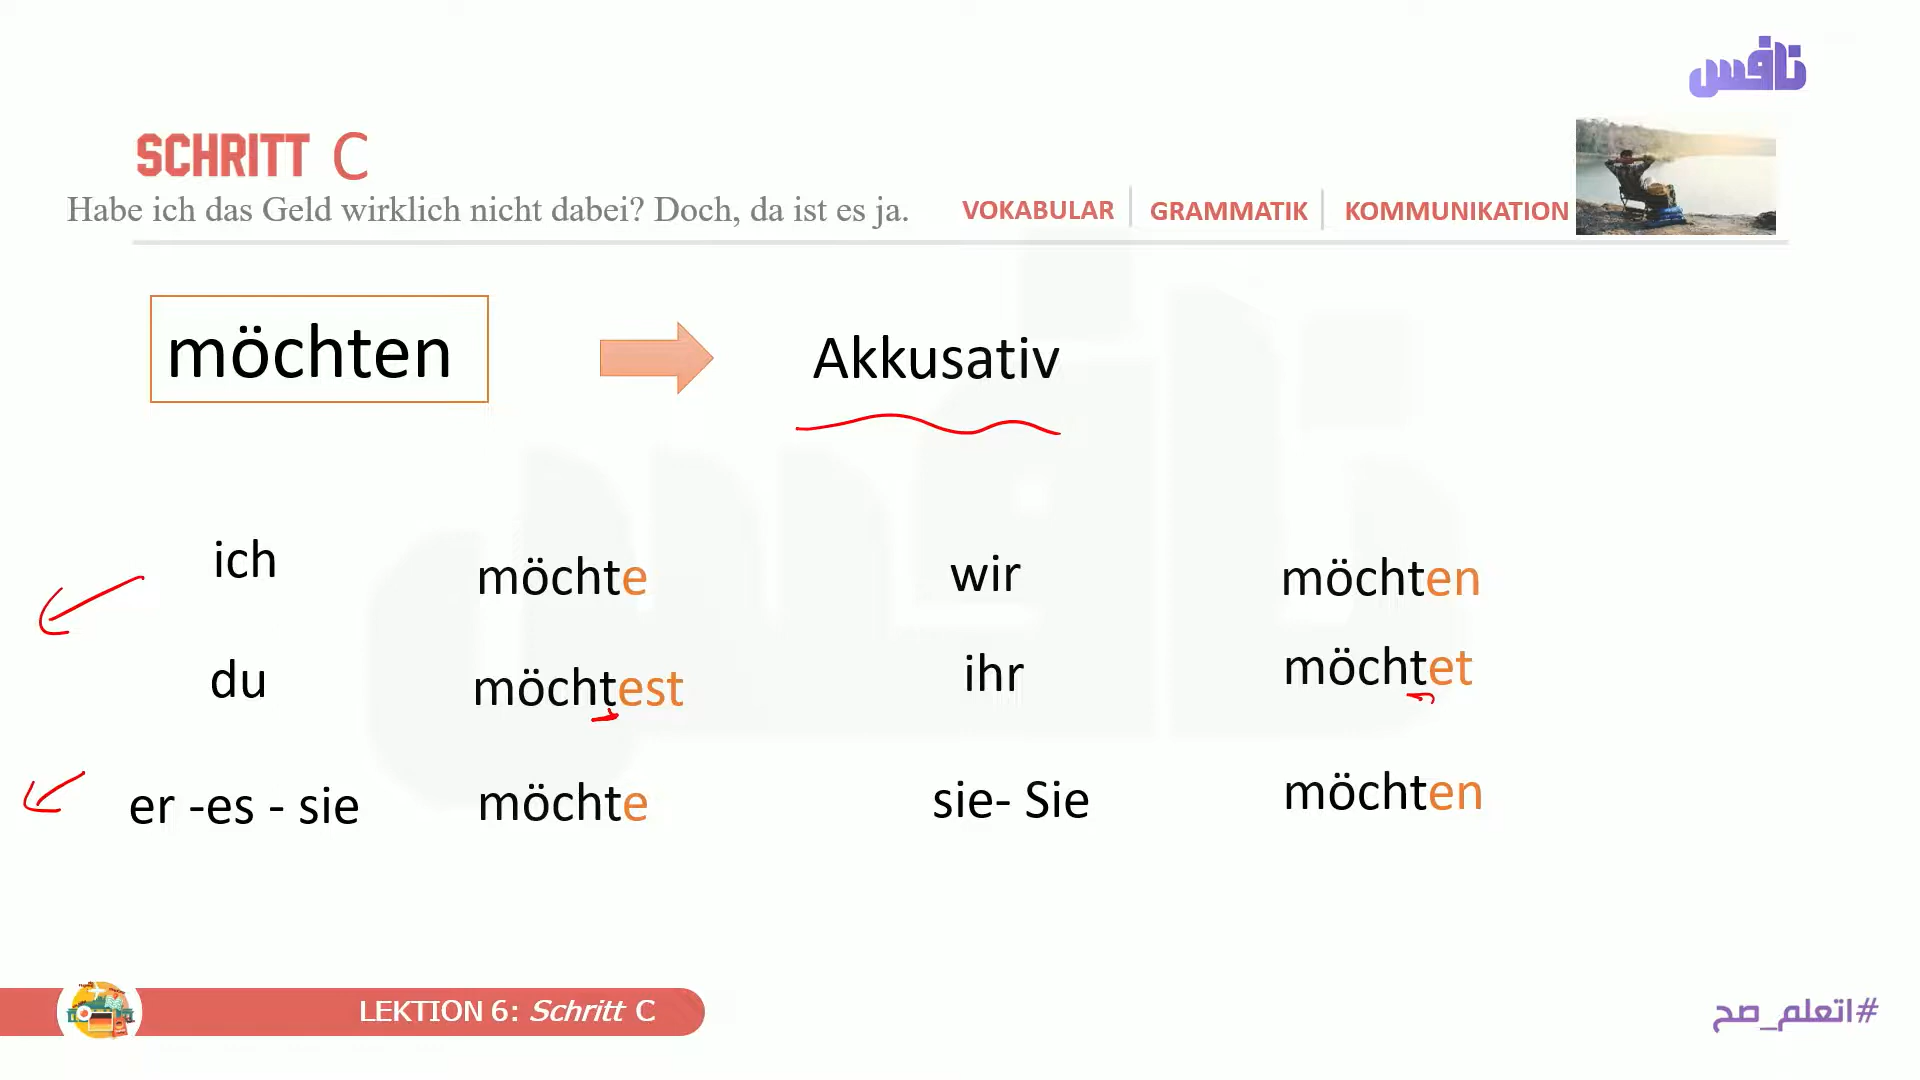 نافس
SCHRITT C
Habe ich das Geld wirklich nicht dabei? Doch, da ist es ja.
VOKABULAR GRAMMATIK KOMMUNIKATION
möchten Akkusativ
ich möchte wir möchten
du möchtest ihr möchtet
er -es - sie möchte sie- Sie möchten
LEKTION 6: Schritt C
#اتعلم_صح